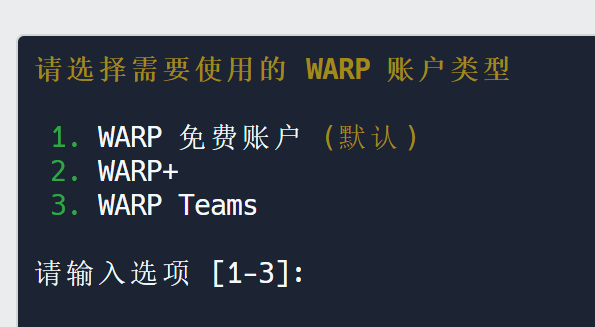 请选择需要使用的 WARP 账户类型
1. WARP 免费账户 (默认)
2. WARP+
3. WARP Teams
请输入选项 [1-3]: